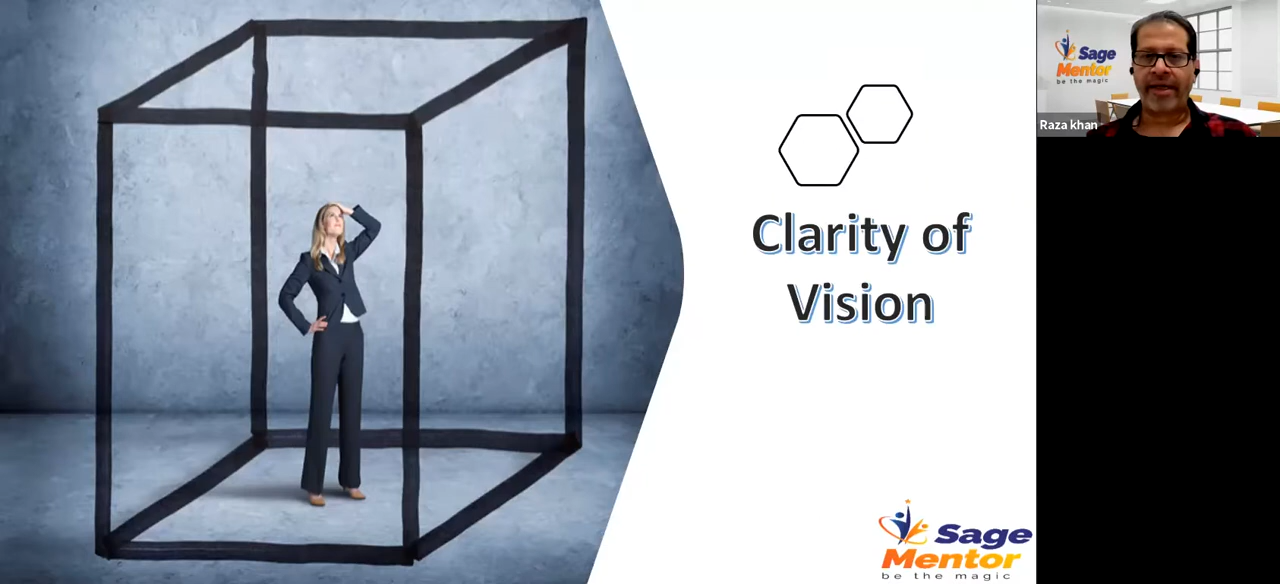 Clarity of
Vision
Sage
Mentor
be the magic
Sage
Mentor
be the magic
Raza khan